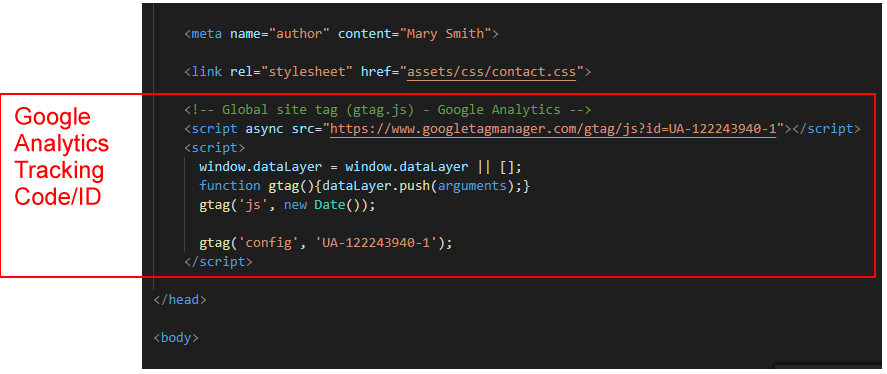 <meta name="author" content="Mary Smith">
<link rel="stylesheet" href="assets/css/contact.css">
Google
Analytics
Tracking
Code/ID
<!-- Global site tag (gtag.js) - Google Analytics -->
<script async src="https://www.googletagmanager.com/gtag/js?id=UA-122243940-1"></script>
<script>
window.dataLayer = window.dataLayer || [];
function gtag(){dataLayer.push(arguments);}
gtag('js', new Date());
gtag('config', 'UA-122243940-1');
</script>
</head>
<body>